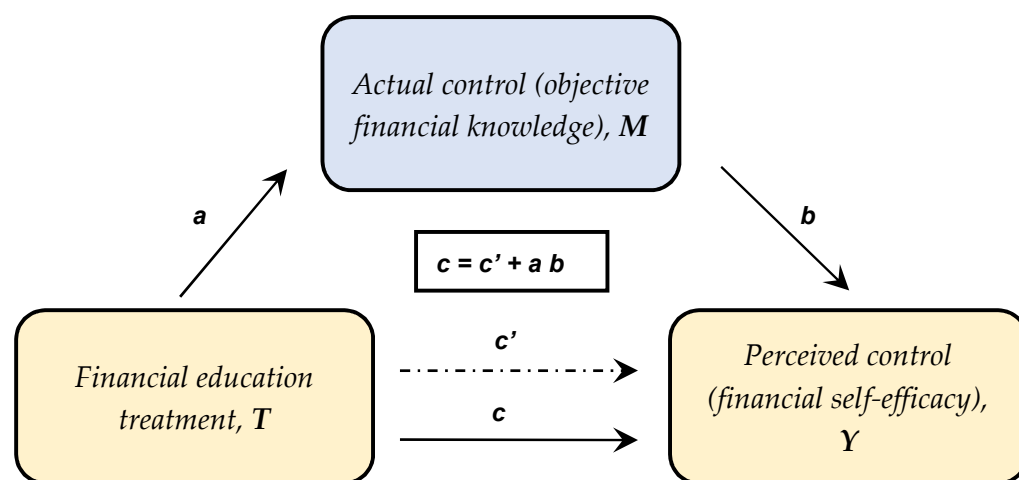 Actual control (objective
financial knowledge), M
a
b
c = c’ + a b
c’
Financial education
treatment, T
c
Perceived control
(financial self-efficacy),
Y